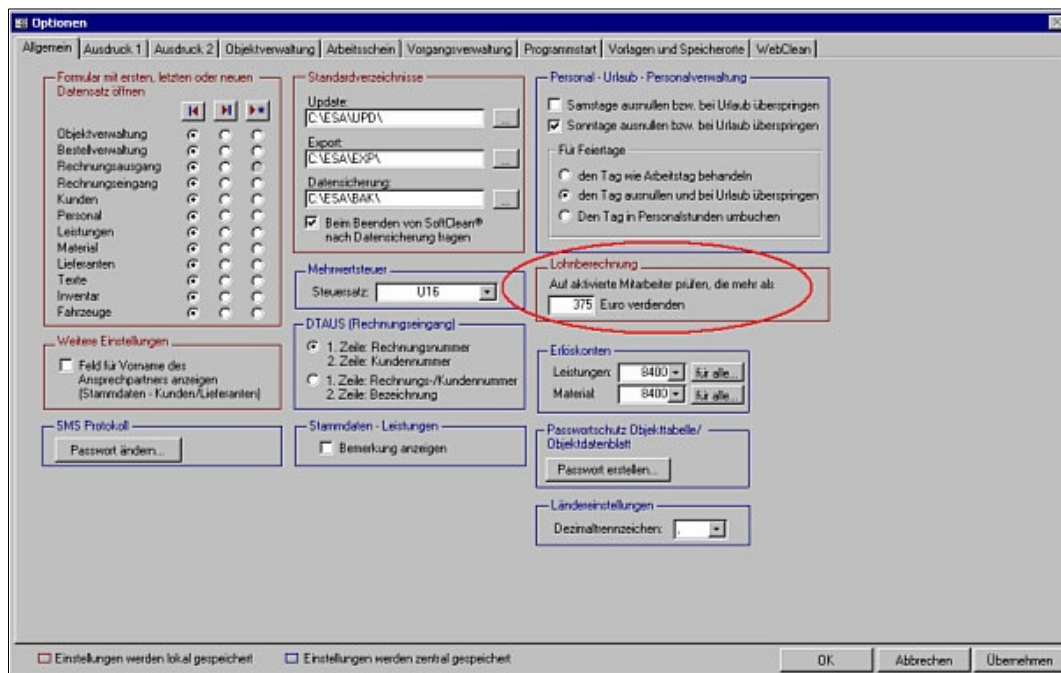 Optionen
Allgemein Ausdruck 1 Ausdruck 2 Objektverwaltung Arbeitsschein Vorgangsverwaltung Programmstart Vorlagen und Speicherorte WebClean
Formular mit ersten, letzten oder neuen
Datensatz öffnen
Objektverwaltung
Bestellverwaltung
Rechnungsausgang
Rechnungseingang
Kunden
Personal
Leistungen
Material
Lieferanten
Texte
Inventar
Fahrzeuge
Weitere Einstellungen
Feld für Vorname des
Ansprechpartners anzeigen
(Stammdaten - Kunden/Lieferanten)
SMS Protokoll
Passwort ändern...
Standardverzeichnisse
Update:
C:\ESA\UPD\
...
Export:
C:\ESA\EXP\
...
Datensicherung:
C:\ESA\BAK\
...
Beim Beenden von SoftClean®
nach Datensicherung fragen
Mehrwertsteuer
Steuersatz: U16
DTAUS (Rechnungseingang)
1. Zeile: Rechnungsnummer
2. Zeile: Kundennummer
1. Zeile: Rechnungs-/Kundennummer
2. Zeile: Bezeichnung
Stammdaten - Leistungen
Bemerkung anzeigen
Personal - Urlaub - Personalverwaltung
Samstage ausnullen bzw. bei Urlaub überspringen
Sonntage ausnullen bzw. bei Urlaub überspringen
Für Feiertage
den Tag wie Arbeitstag behandeln
den Tag ausnullen und bei Urlaub überspringen
Den Tag in Personalstunden umbuchen
Lohnberechnung
Auf aktivierte Mitarbeiter prüfen, die mehr als
375 Euro verdienden
Erlöskonten
Leistungen: 8400 für alle...
Material: 8400 für alle...
Passwortschutz Objekttabelle/
Objektdatenblatt
Passwort erstellen...
Ländereinstellungen
Dezimaltrennzeichen:
Einstellungen werden lokal gespeichert Einstellungen werden zentral gespeichert
OK Abbrechen Übernehmen